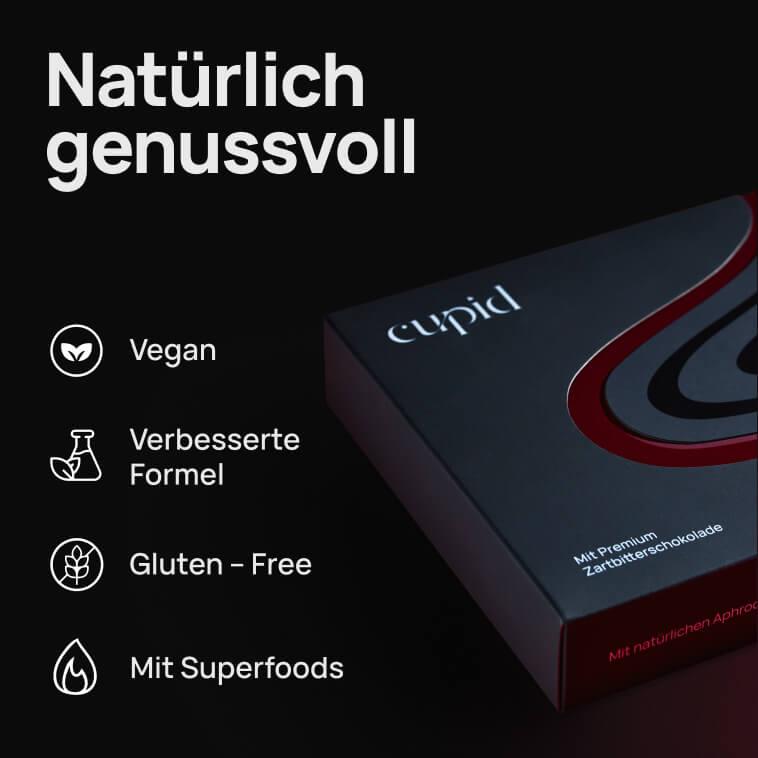 Natürlich
genussvoll
cupid
Vegan
Verbesserte
Formel
Gluten – Free
Mit Superfoods
Mit Premium
Zartbitterschokolade
Mit natürlichen